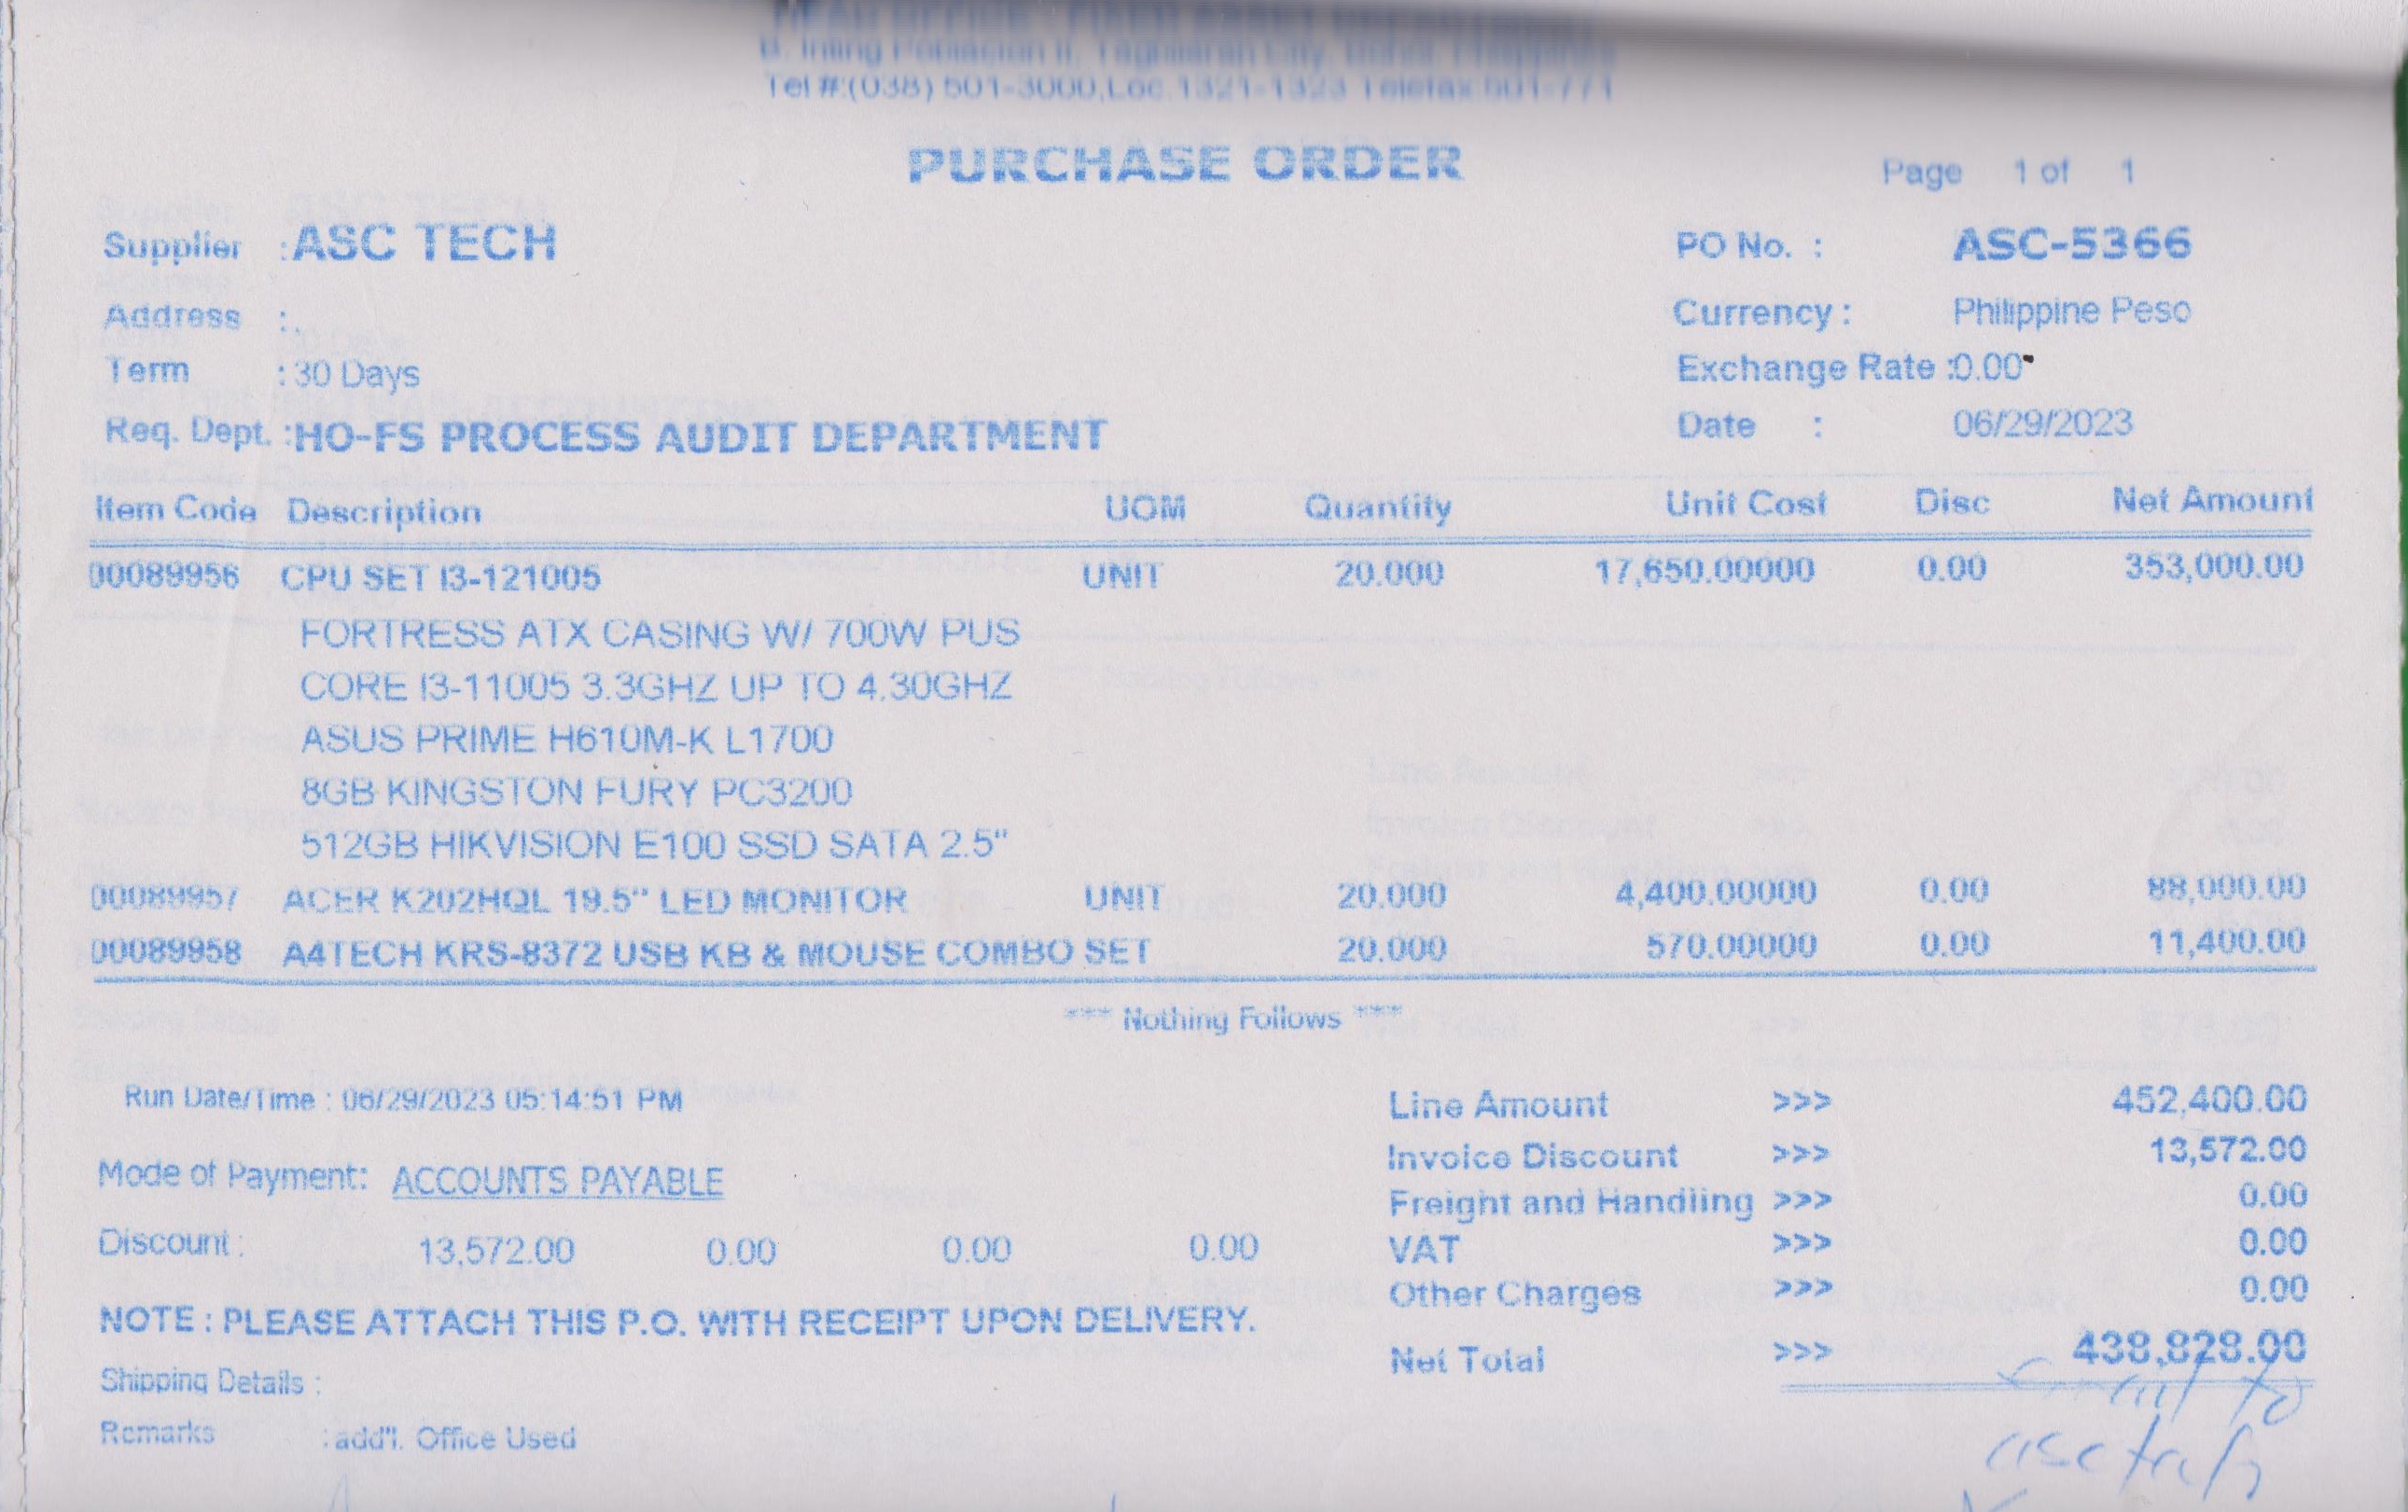 HEAD OFFICE - FIXED ASSET DEPARTMENT
B. Inting Poblacion II, Tagbilaran City, Bohol, Philippines
Tel #:(038) 501-3000,Loc.1321-1323 Telefax:501-771
PURCHASE ORDER
Page 1 of 1
Supplier : ASC TECH
PO No. : ASC-5366
Address : .
Currency : Philippine Peso
Term : 30 Days
Exchange Rate :0.00
Req. Dept. :HO-FS PROCESS AUDIT DEPARTMENT
Date : 06/29/2023
Item Code Description UOM Quantity Unit Cost Disc Net Amount
00089956 CPU SET I3-121005 UNIT 20.000 17,650.00000 0.00 353,000.00
FORTRESS ATX CASING W/ 700W PUS
CORE I3-11005 3.3GHZ UP TO 4.30GHZ
ASUS PRIME H610M-K L1700
8GB KINGSTON FURY PC3200
512GB HIKVISION E100 SSD SATA 2.5"
00089957 ACER K202HQL 19.5" LED MONITOR UNIT 20.000 4,400.00000 0.00 88,000.00
00089958 A4TECH KRS-8372 USB KB & MOUSE COMBO SET 20.000 570.00000 0.00 11,400.00
*** Nothing Follows ***
Run Date/Time : 06/29/2023 05:14:51 PM
Line Amount >>> 452,400.00
Invoice Discount >>> 13,572.00
Mode of Payment: ACCOUNTS PAYABLE
Freight and Handling >>> 0.00
Discount : 13,572.00 0.00 0.00 0.00
VAT >>> 0.00
Other Charges >>> 0.00
NOTE : PLEASE ATTACH THIS P.O. WITH RECEIPT UPON DELIVERY.
Net Total >>> 438,828.00
Shipping Details :
Remarks : add'l. Office Used